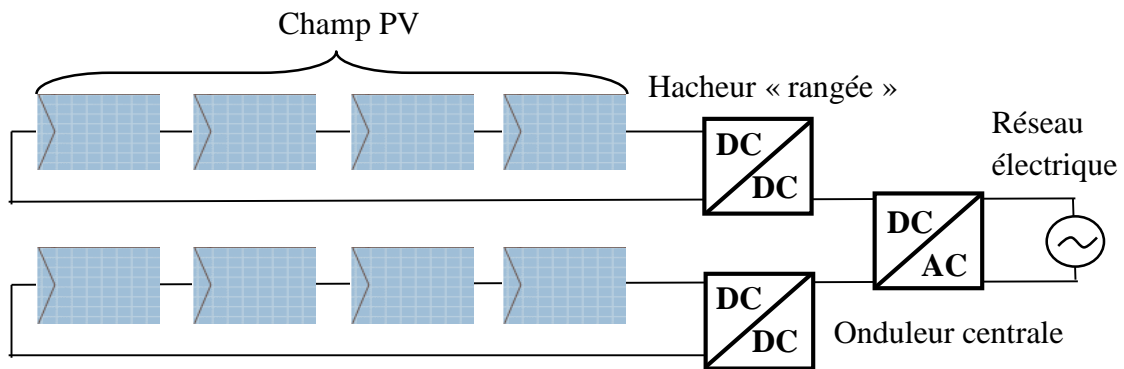 Champ PV
Hacheur « rangée »
DC
DC
Réseau
électrique
DC
AC
DC
DC
Onduleur centrale